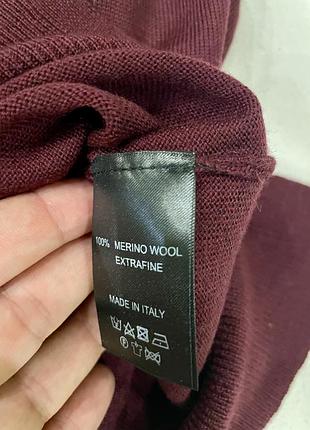 100% MERINO WOOL
EXTRAFINE
MADE IN ITALY